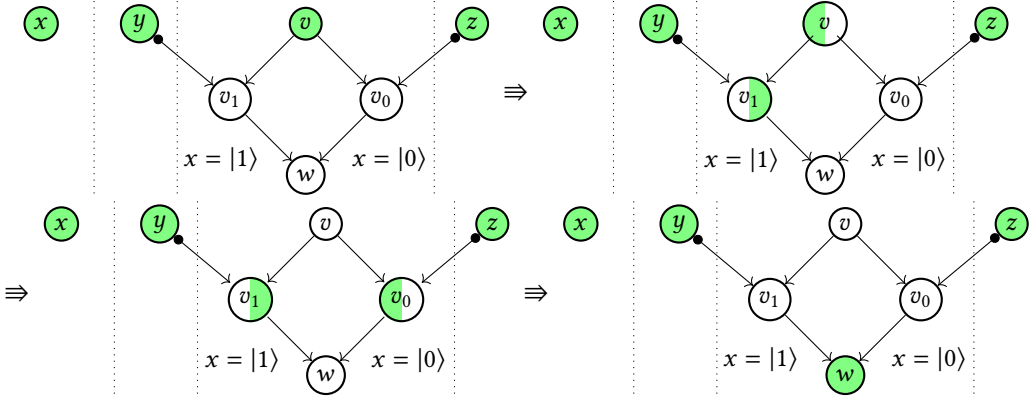 x y v z x y v z
v₁ v₀ ⇛ v₁ v₀
x = |1⟩ x = |0⟩ x = |1⟩ x = |0⟩
w w
x y v z x y v z
⇛ v₁ v₀ ⇛ v₁ v₀
x = |1⟩ x = |0⟩ x = |1⟩ x = |0⟩
w w